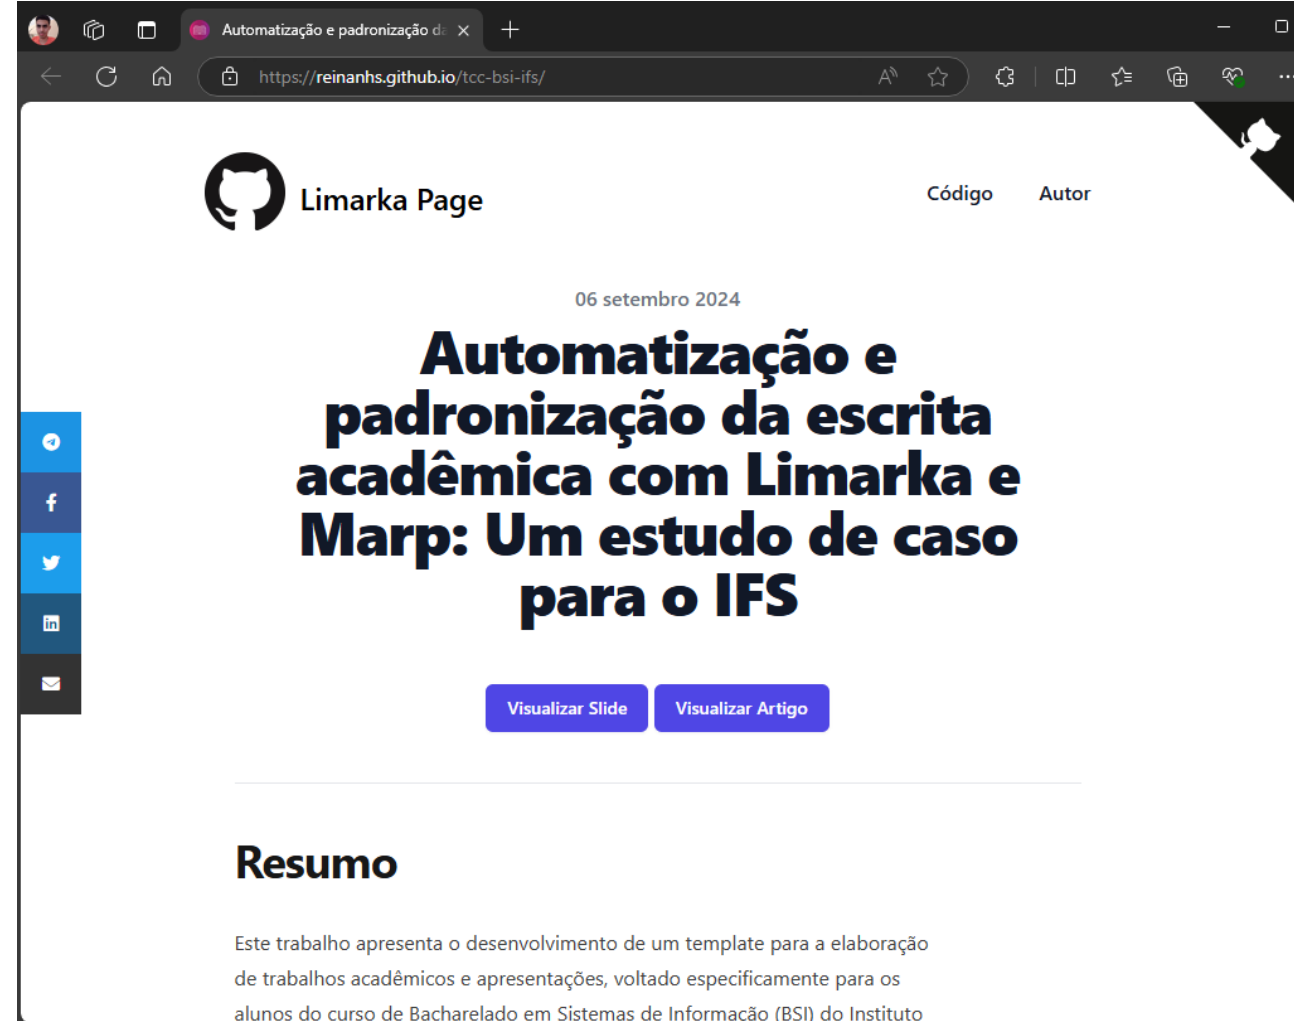 Automatização e padronização da
https://reinanhs.github.io/tcc-bsi-ifs/
Limarka Page
Código
Autor
06 setembro 2024
Automatização e
padronização da escrita
acadêmica com Limarka e
Marp: Um estudo de caso
para o IFS
Visualizar Slide
Visualizar Artigo
Resumo
Este trabalho apresenta o desenvolvimento de um template para a elaboração
de trabalhos acadêmicos e apresentações, voltado especificamente para os
alunos do curso de Bacharelado em Sistemas de Informação (BSI) do Instituto